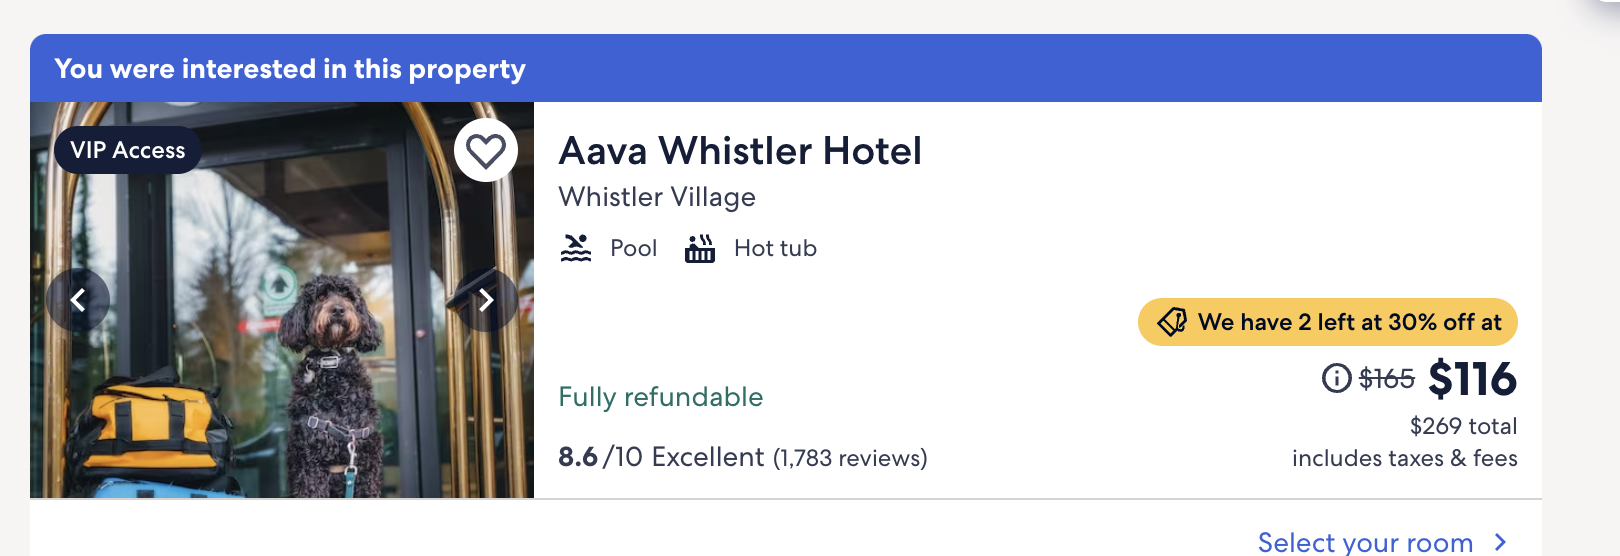 You were interested in this property
VIP Access
Aava Whistler Hotel
Whistler Village
Pool Hot tub
We have 2 left at 30% off at
$165 $116
Fully refundable
$269 total
8.6/10 Excellent (1,783 reviews)
includes taxes & fees
Select your room